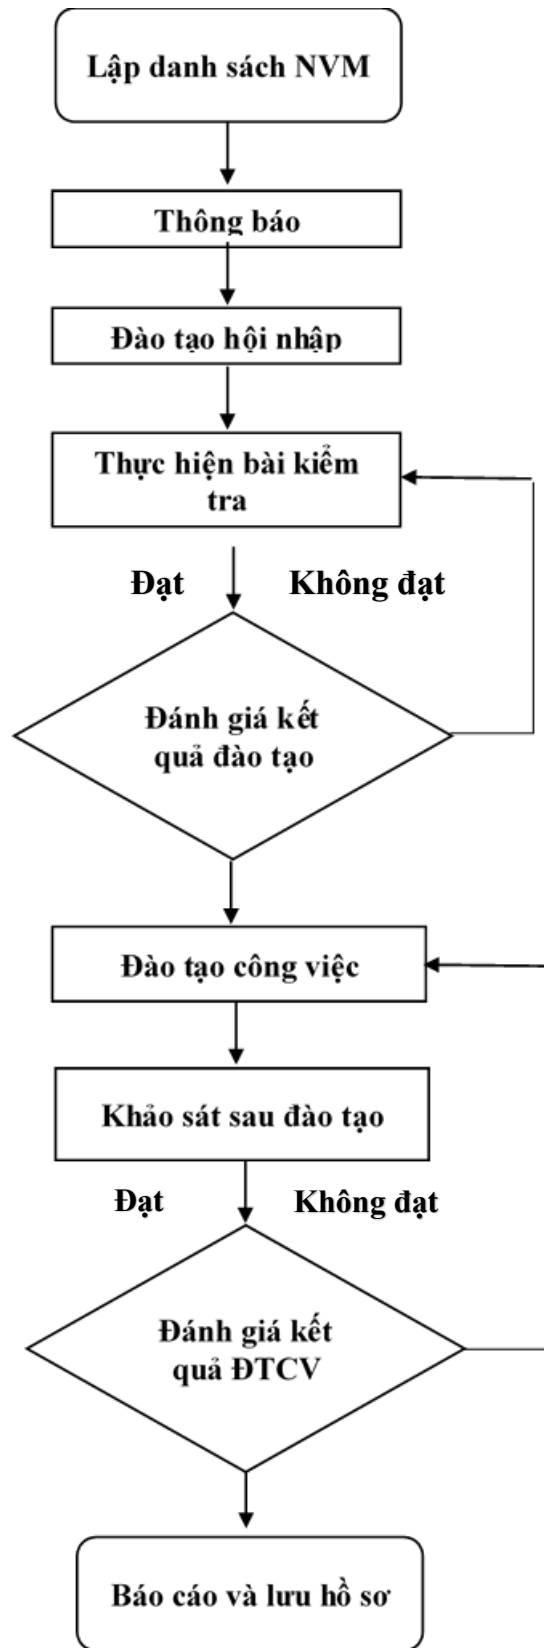 Lập danh sách NVM
Thông báo
Đào tạo hội nhập
Thực hiện bài kiểm
tra
Đạt
Không đạt
Đánh giá kết
quả đào tạo
Đào tạo công việc
Khảo sát sau đào tạo
Đạt
Không đạt
Đánh giá kết
quả ĐTCV
Báo cáo và lưu hồ sơ